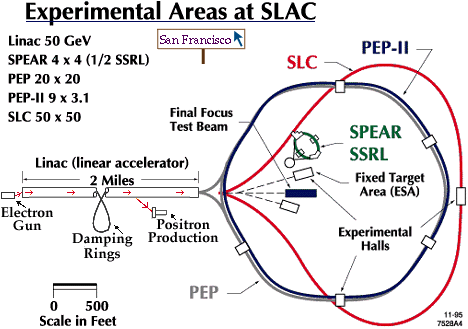 Experimental Areas at SLAC
Linac 50 GeV
SPEAR 4 x 4 (1/2 SSRL)
PEP 20 x 20
PEP-II 9 x 3.1
SLC 50 x 50
San Francisco
SLC
PEP-II
Final Focus
Test Beam
SPEAR
SSRL
Linac (linear accelerator)
2 Miles
Fixed Target
Area (ESA)
Electron
Gun
Damping
Rings
Positron
Production
Experimental
Halls
PEP
0 500
Scale in Feet
11-95
7528A4